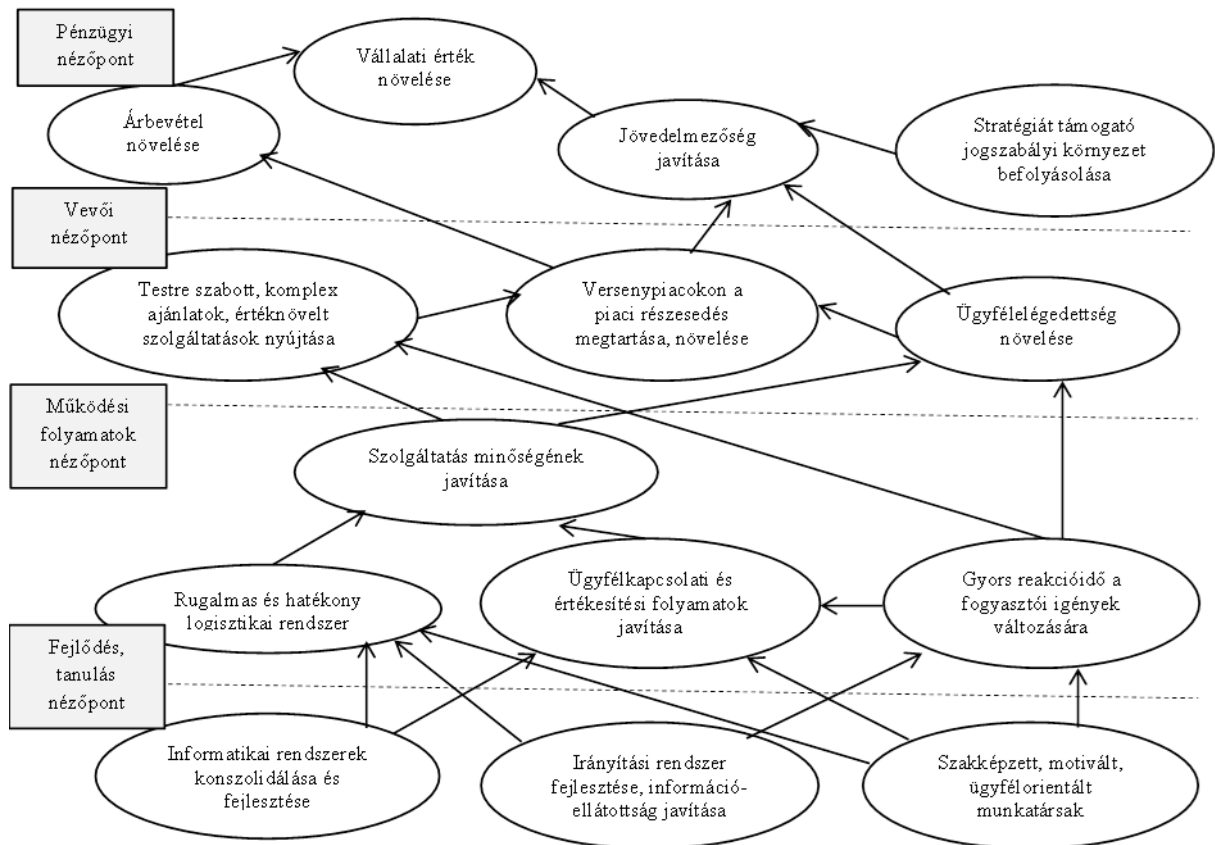 Pénzügyi
nézőpont
Vállalati érték
növelése
Árbevétel
növelése
Jövedelmezőség
javítása
Stratégiát támogató
jogszabályi környezet
befolyásolása
Vevői
nézőpont
Testre szabott, komplex
ajánlatok, értéknövelt
szolgáltatások nyújtása
Versenypiacokon a
piaci részesedés
megtartása, növelése
Ügyfélelégedettség
növelése
Működési
folyamatok
nézőpont
Szolgáltatás minőségének
javítása
Rugalmas és hatékony
logisztikai rendszer
Ügyfélkapcsolati és
értékesítési folyamatok
javítása
Gyors reakcióidő a
fogyasztói igények
változására
Fejlődés,
tanulás
nézőpont
Informatikai rendszerek
konszolidálása és
fejlesztése
Irányítási rendszer
fejlesztése, információ-
ellátottság javítása
Szakképzett, motivált,
ügyfélorientált
munkatársak